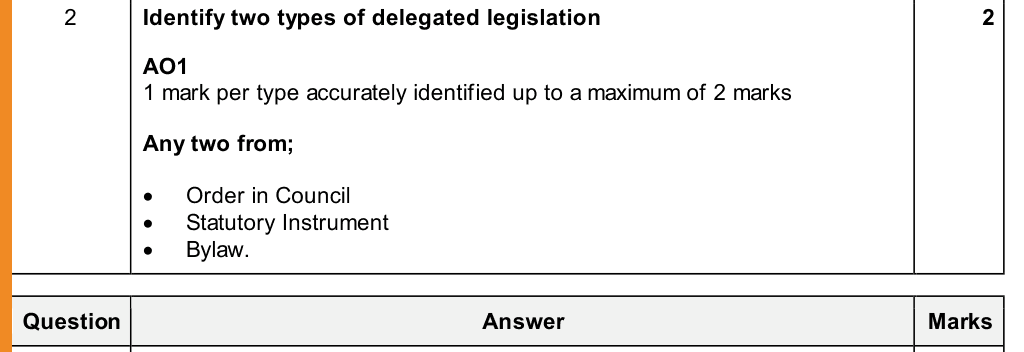 2 Identify two types of delegated legislation 2
AO1
1 mark per type accurately identified up to a maximum of 2 marks
Any two from;
• Order in Council
• Statutory Instrument
• Bylaw.
Question Answer Marks